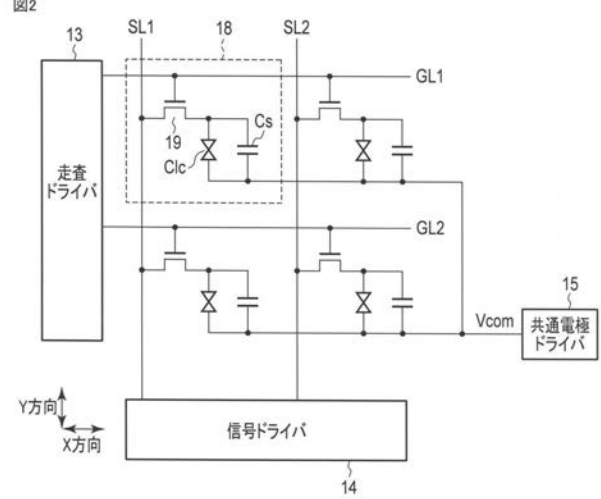 図2
SL1
18
SL2
13
GL1
Cs
19
Clc
走査
ドライバ
GL2
15
Vcom
共通電極
ドライバ
Y方向
X方向
信号ドライバ
14